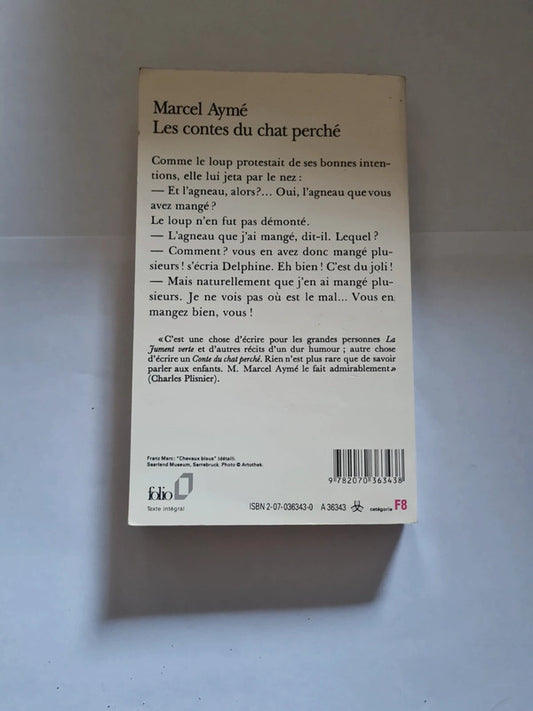 Marcel Aymé
Les contes du chat perché
Comme le loup protestait de ses bonnes inten-
tions, elle lui jeta par le nez :
— Et l'agneau, alors?... Oui, l'agneau que vous
avez mangé ?
Le loup n'en fut pas démonté.
— L'agneau que j'ai mangé, dit-il. Lequel ?
— Comment ? vous en avez donc mangé plu-
sieurs ! s'écria Delphine. Eh bien ! C'est du joli !
— Mais naturellement que j'en ai mangé plu-
sieurs. Je ne vois pas où est le mal... Vous en
mangez bien, vous !
«C'est une chose d'écrire pour les grandes personnes La
Jument verte et d'autres récits d'un dur humour ; autre chose
d'écrire un Conte du chat perché. Rien n'est plus rare que de savoir
parler aux enfants. M. Marcel Aymé le fait admirablement»
(Charles Plisnier).
Franz Marc : "Chevaux bleus" (détail).
Saarland Museum, Sarrebruck. Photo © Artothek.
9 782070 363438
folio
Texte intégral
ISBN 2-07-036343-0 A 36343 catégorie F8